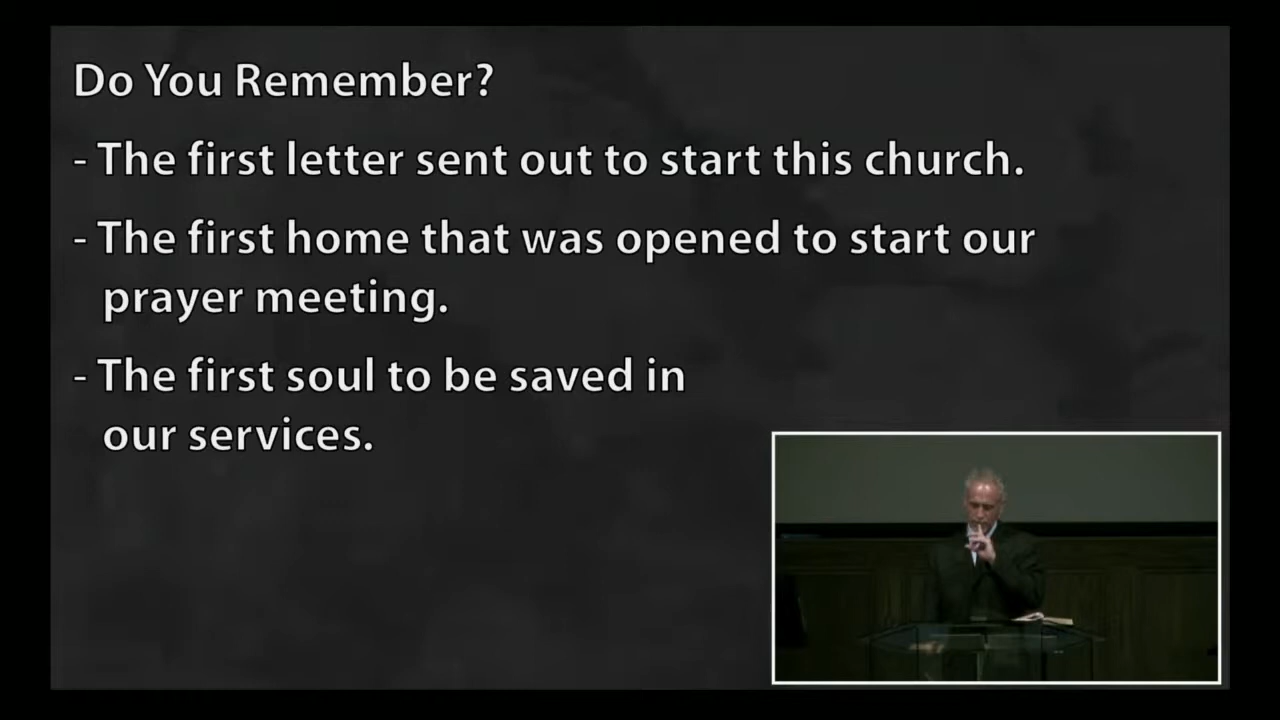 Do You Remember?
- The first letter sent out to start this church.
- The first home that was opened to start our
prayer meeting.
- The first soul to be saved in
our services.